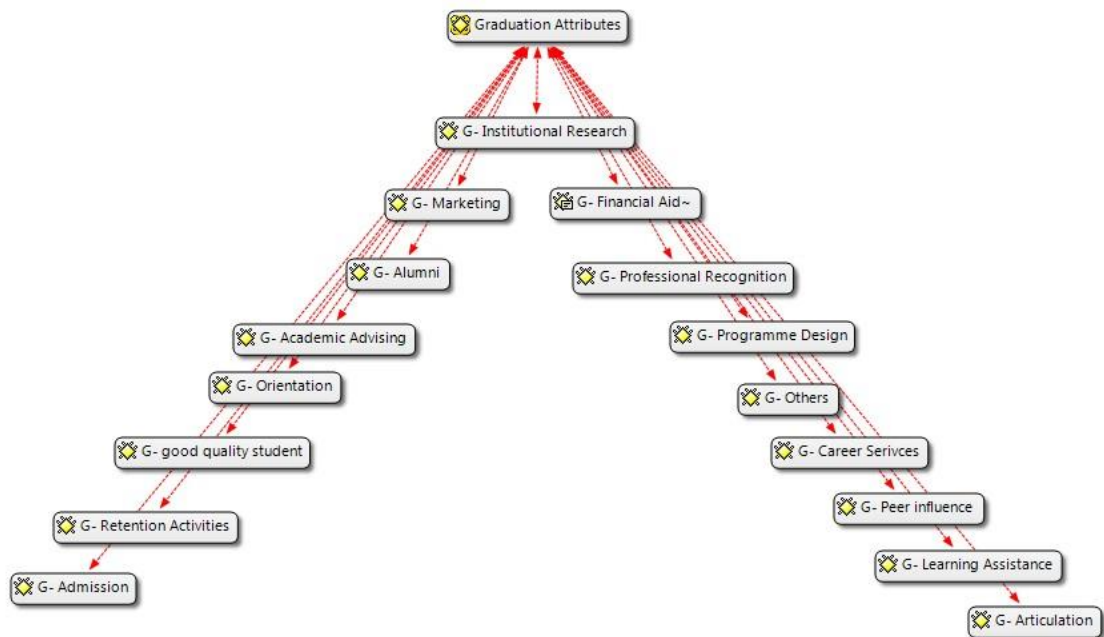 Graduation Attributes
G- Institutional Research
G- Marketing
G- Financial Aid~
G- Alumni
G- Professional Recognition
G- Academic Advising
G- Programme Design
G- Orientation
G- Others
G- good quality student
G- Career Serivces
G- Peer influence
G- Retention Activities
G- Learning Assistance
G- Admission
G- Articulation